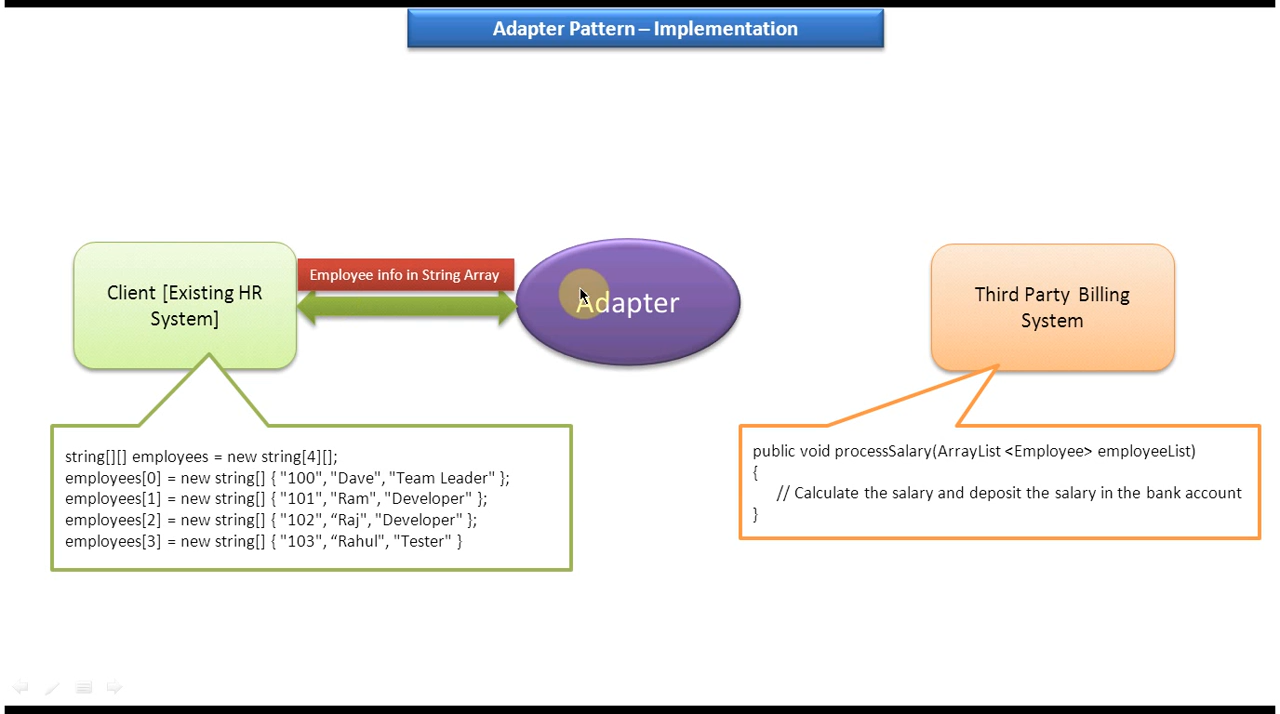 Adapter Pattern – Implementation
Employee info in String Array
Client [Existing HR
System]
Adapter
Third Party Billing
System
string[][] employees = new string[4][];
employees[0] = new string[] { "100", "Dave", "Team Leader" };
employees[1] = new string[] { "101", "Ram", "Developer" };
employees[2] = new string[] { "102", “Raj", "Developer" };
employees[3] = new string[] { "103", “Rahul", "Tester" }
public void processSalary(ArrayList <Employee> employeeList)
{
// Calculate the salary and deposit the salary in the bank account
}